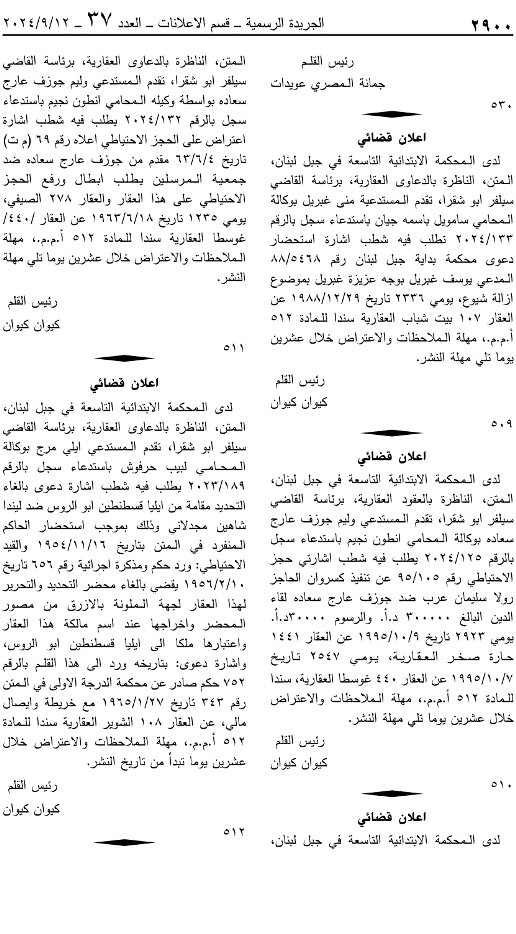 ٢٩٠٠
الجريدة الرسمية ــ قسم الاعلانات ــ العدد ٣٧ ــ ٢٠٢٤/٩/١٢
رئيس القلم
جمانة المصري عويدات
٥٣٠
اعلان قضائي
لدى المحكمة الابتدائية التاسعة في جبل لبنان،
المتن، الناظرة بالدعاوى العقارية، برئاسة القاضي
سيلفر ابو شقرا، تقدم المستدعية منى غبريل بوكالة
المحامي سامويل باسمه جيان باستدعاء سجل بالرقم
٢٠٢٤/١٣٣ تطلب فيه شطب اشارة استحضار
دعوى محكمة بداية جبل لبنان رقم ٨٨/٥٤٦٨
المدعي يوسف غبريل بوجه عزيزة غبريل بموضوع
ازالة شيوع، يومي ٢٣٣٦ تاريخ ١٩٨٨/١٢/٢٩ عن
العقار ١٠٧ بيت شباب العقارية سندا للمادة ٥١٢
أ.م.م.، مهلة الملاحظات والاعتراض خلال عشرين
يوما تلي مهلة النشر.
رئيس القلم
كيوان كيوان
٥٠٩
اعلان قضائي
لدى المحكمة الابتدائية التاسعة في جبل لبنان،
المتن، الناظرة بالعقود العقارية، برئاسة القاضي
سيلفر ابو شقرا، تقدم المستدعي وليم جوزف عارج
سعاده بوكالة المحامي انطون نجيم باستدعاء سجل
بالرقم ٢٠٢٤/١٢٥ يطلب فيه شطب اشارتي حجز
الاحتياطي رقم ٩٥/١٠٥ عن تنفيذ كسروان الحاجز
رولا سليمان عرب ضد جوزف عارج سعاده لقاء
الدين البالغ ٣٠٠٠٠٠ د.أ. والرسوم ٣٠٠٠٠د.أ.
يومي ٢٩٢٣ تاريخ ١٩٩٥/١٠/٩ عن العقار ١٤٤١
حارة صخر العقارية، يومي ٢٥٤٧ تاريخ
١٩٩٥/١٠/٧ عن العقار ٤٤٠ غوسطا العقارية، سندا
للمادة ٥١٢ أ.م.م.، مهلة الملاحظات والاعتراض
خلال عشرين يوما تلي مهلة النشر.
رئيس القلم
كيوان كيوان
٥١٠
اعلان قضائي
لدى المحكمة الابتدائية التاسعة في جبل لبنان،
المتن، الناظرة بالدعاوى العقارية، برئاسة القاضي
سيلفر ابو شقرا، تقدم المستدعي وليم جوزف عارج
سعاده بواسطة وكيله المحامي انطون نجيم باستدعاء
سجل بالرقم ٢٠٢٤/١٣٢ يطلب فيه شطب اشارة
اعتراض على الحجز الاحتياطي اعلاه رقم ٦٩ (م ت)
تاريخ ٦٣/٦/٤ مقدم من جوزف عارج سعاده ضد
جمعية المرسلين يطلب ابطال ورفع الحجز
الاحتياطي على هذا العقار والعقار ٢٧٨ الصيفي،
يومي ١٢٣٥ تاريخ ١٩٦٣/٦/١٨ عن العقار /٤٤٠/
غوسطا العقارية سندا للمادة ٥١٢ أ.م.م.، مهلة
الملاحظات والاعتراض خلال عشرين يوما تلي مهلة
النشر.
رئيس القلم
كيوان كيوان
٥١١
اعلان قضائي
لدى المحكمة الابتدائية التاسعة في جبل لبنان،
المتن، الناظرة بالدعاوى العقارية، برئاسة القاضي
سيلفر ابو شقرا، تقدم المستدعي ايلي مرج بوكالة
المحامي لبيب حرفوش باستدعاء سجل بالرقم
٢٠٢٣/١٨٩ يطلب فيه شطب اشارة دعوى بالغاء
التحديد مقامة من ايليا قسطنطين ابو الروس ضد ليندا
شاهين مجدلاني وذلك بموجب استحضار الحاكم
المنفرد في المتن بتاريخ ١٩٥٤/١١/١٦ والقيد
الاحتياطي: ورد حكم ومذكرة اجرائية رقم ٦٥٦ تاريخ
١٩٥٦/٢/١٠ يقضي بالغاء محضر التحديد والتحرير
لهذا العقار لجهة الملونة بالازرق من مصور
المحضر واخراجها عند اسم مالكة هذا العقار
واعتبارها ملكا الى ايليا قسطنطين ابو الروس،
واشارة دعوى: بتاريخه ورد الى هذا القلم بالرقم
٧٥٢ حكم صادر عن محكمة الدرجة الاولى في المتن
رقم ٣٤٣ تاريخ ١٩٦٥/١/٢٧ مع خريطة وايصال
مالي، عن العقار ١٠٨ الشوير العقارية سندا للمادة
٥١٢ أ.م.م.، مهلة الملاحظات والاعتراض خلال
عشرين يوما تبدأ من تاريخ النشر.
رئيس القلم
كيوان كيوان
٥١٢